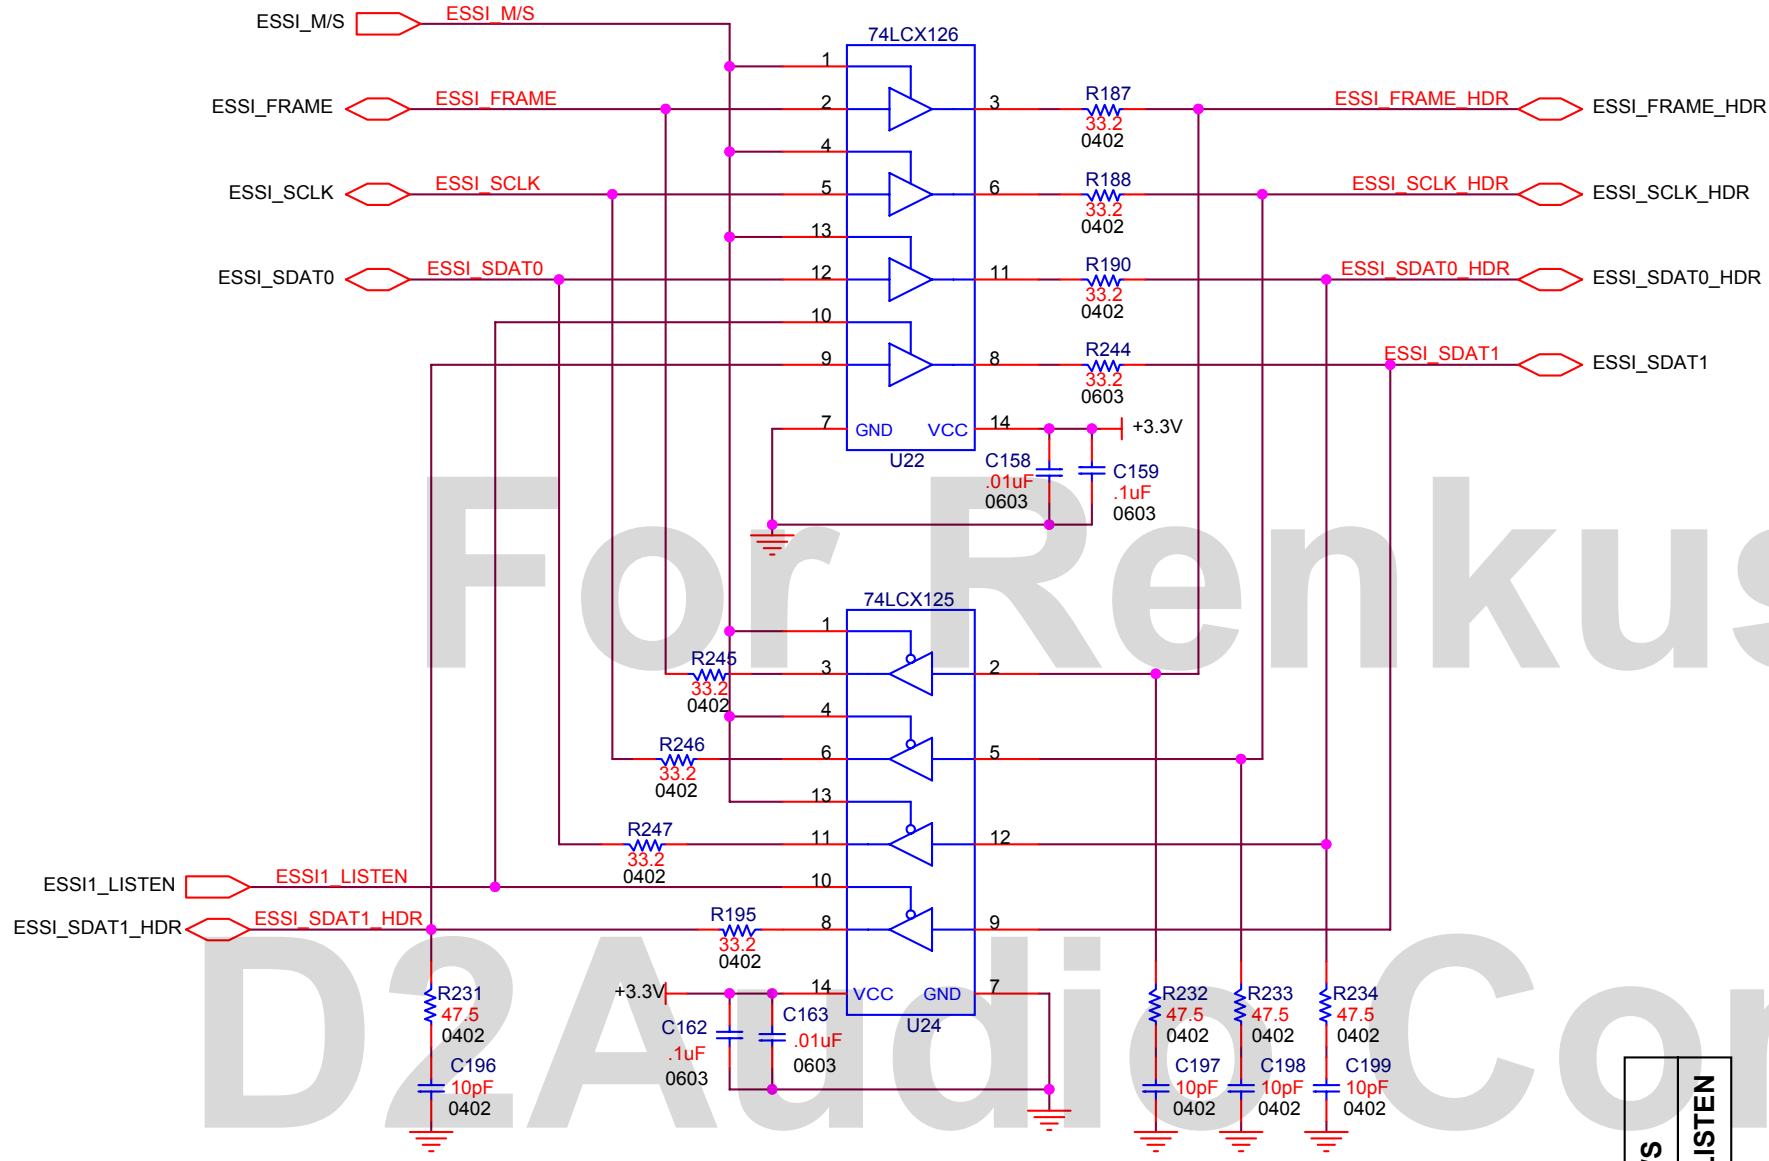 ESSI_M/S ESSI_M/S
74LCX126
1
ESSI_FRAME ESSI_FRAME 2 3 R187 33.2 0402 ESSI_FRAME_HDR ESSI_FRAME_HDR
4
ESSI_SCLK ESSI_SCLK 5 6 R188 33.2 0402 ESSI_SCLK_HDR ESSI_SCLK_HDR
13
ESSI_SDAT0 ESSI_SDAT0 12 11 R190 33.2 0402 ESSI_SDAT0_HDR ESSI_SDAT0_HDR
10
9 8 R244 33.2 0603 ESSI_SDAT1 ESSI_SDAT1
7 GND VCC 14 +3.3V
U22
C158 .01uF 0603
C159 .1uF 0603
For Renkus
74LCX125
1
R245 33.2 0402 3 2
4
R246 33.2 0402 6 5
13
R247 33.2 0402 11 12
ESSI1_LISTEN ESSI1_LISTEN 10
ESSI_SDAT1_HDR ESSI_SDAT1_HDR R195 33.2 0402 8 9
+3.3V 14 VCC GND 7
U24
C162 .1uF 0603
C163 .01uF 0603
R231 47.5 0402
C196 10pF 0402
R232 47.5 0402
R233 47.5 0402
R234 47.5 0402
C197 10pF 0402
C198 10pF 0402
C199 10pF 0402
D2Audio Cor
/S
LISTEN